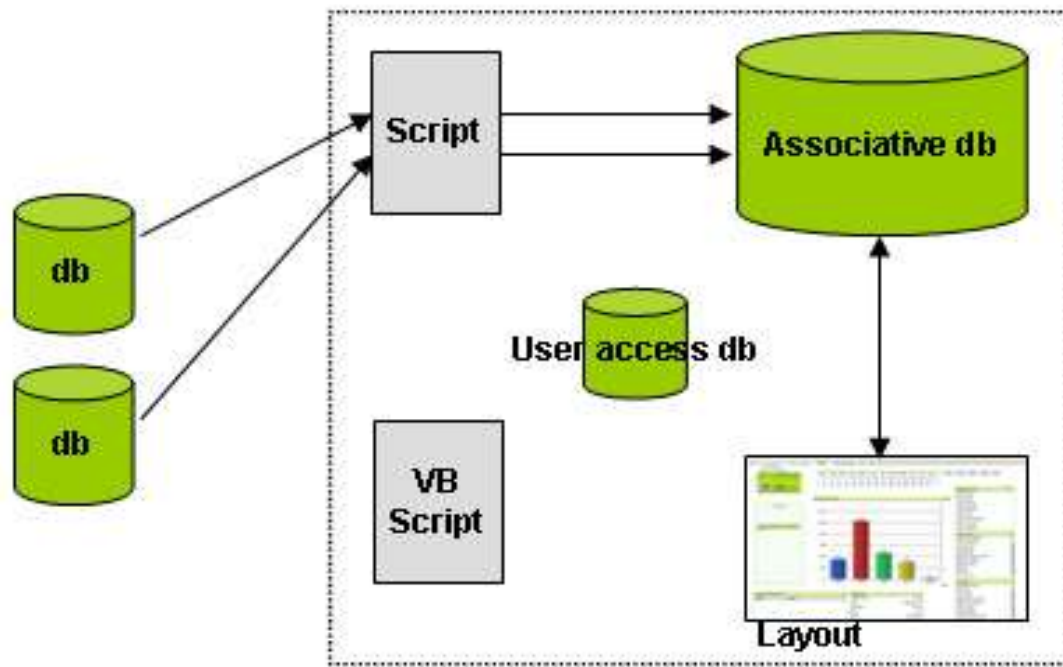 Script
Associative db
db
User access db
db
VB
Script
Layout